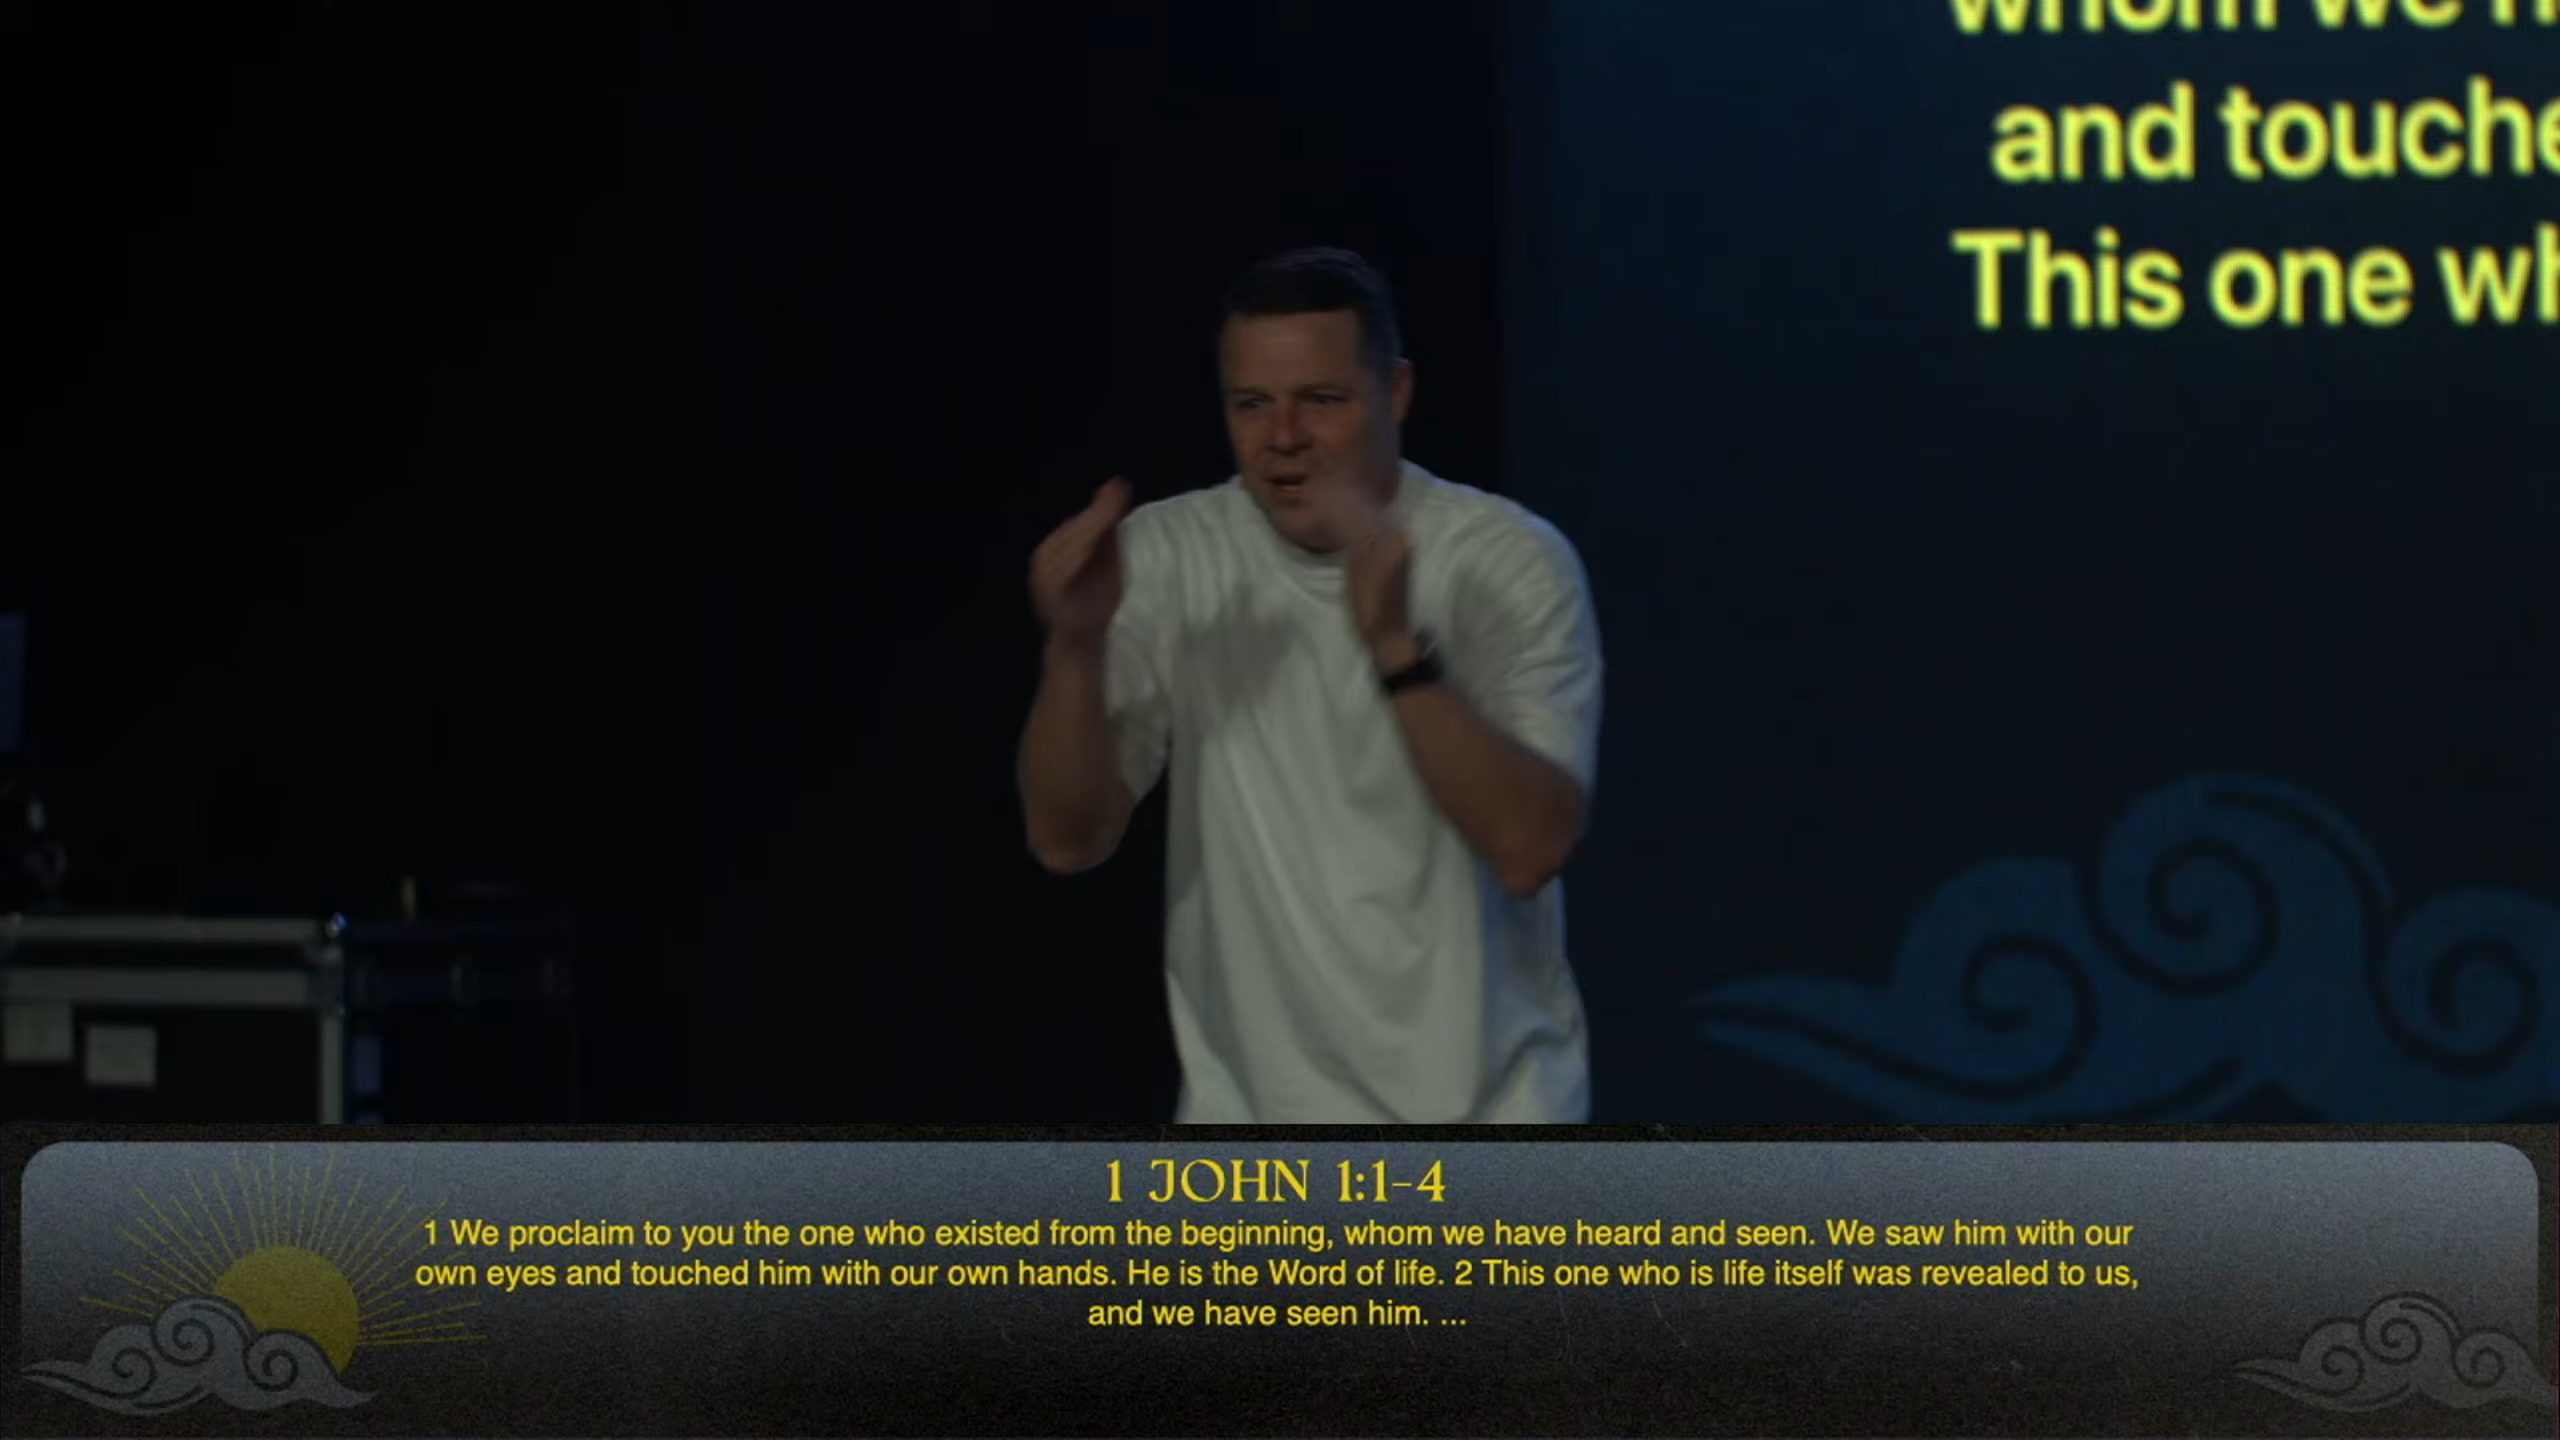 whom we
and touche
This one wh
1 JOHN 1:1-4
1 We proclaim to you the one who existed from the beginning, whom we have heard and seen. We saw him with our
own eyes and touched him with our own hands. He is the Word of life. 2 This one who is life itself was revealed to us,
and we have seen him. ...